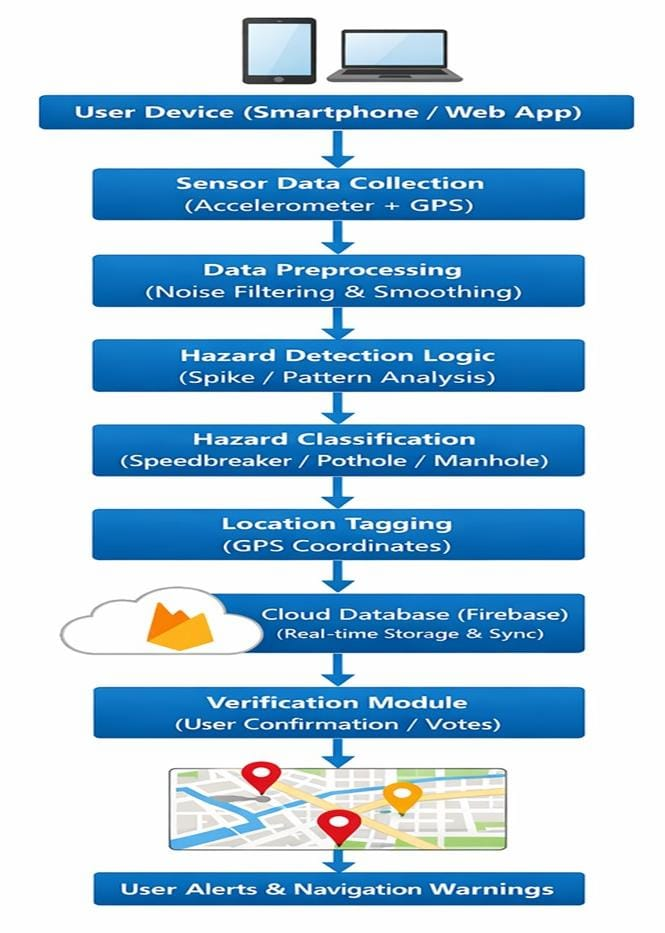 User Device (Smartphone / Web App)
Sensor Data Collection
(Accelerometer + GPS)
Data Preprocessing
(Noise Filtering & Smoothing)
Hazard Detection Logic
(Spike / Pattern Analysis)
Hazard Classification
(Speedbreaker / Pothole / Manhole)
Location Tagging
(GPS Coordinates)
Cloud Database (Firebase)
(Real-time Storage & Sync)
Verification Module
(User Confirmation / Votes)
User Alerts & Navigation Warnings